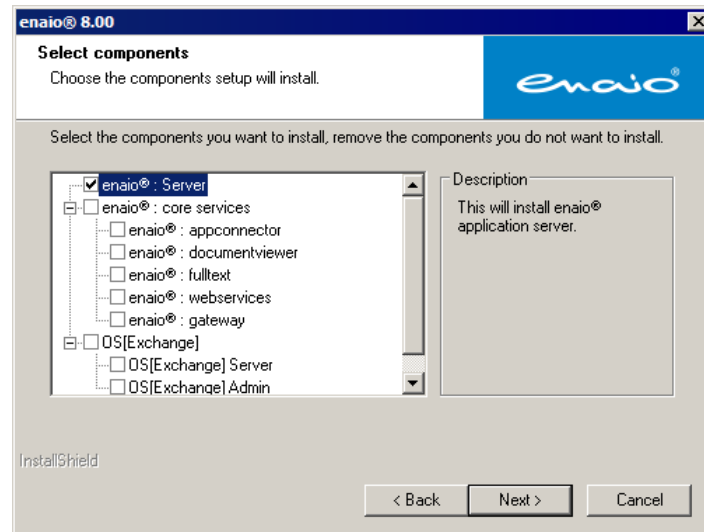 enaio® 8.00
Select components
Choose the components setup will install.
enaio®
Select the components you want to install, remove the components you do not want to install.
enaio® : Server
enaio® : core services
enaio® : appconnector
enaio® : documentviewer
enaio® : fulltext
enaio® : webservices
enaio® : gateway
OS[Exchange]
OS[Exchange] Server
OS[Exchange] Admin
Description
This will install enaio®
application server.
InstallShield
< Back
Next >
Cancel